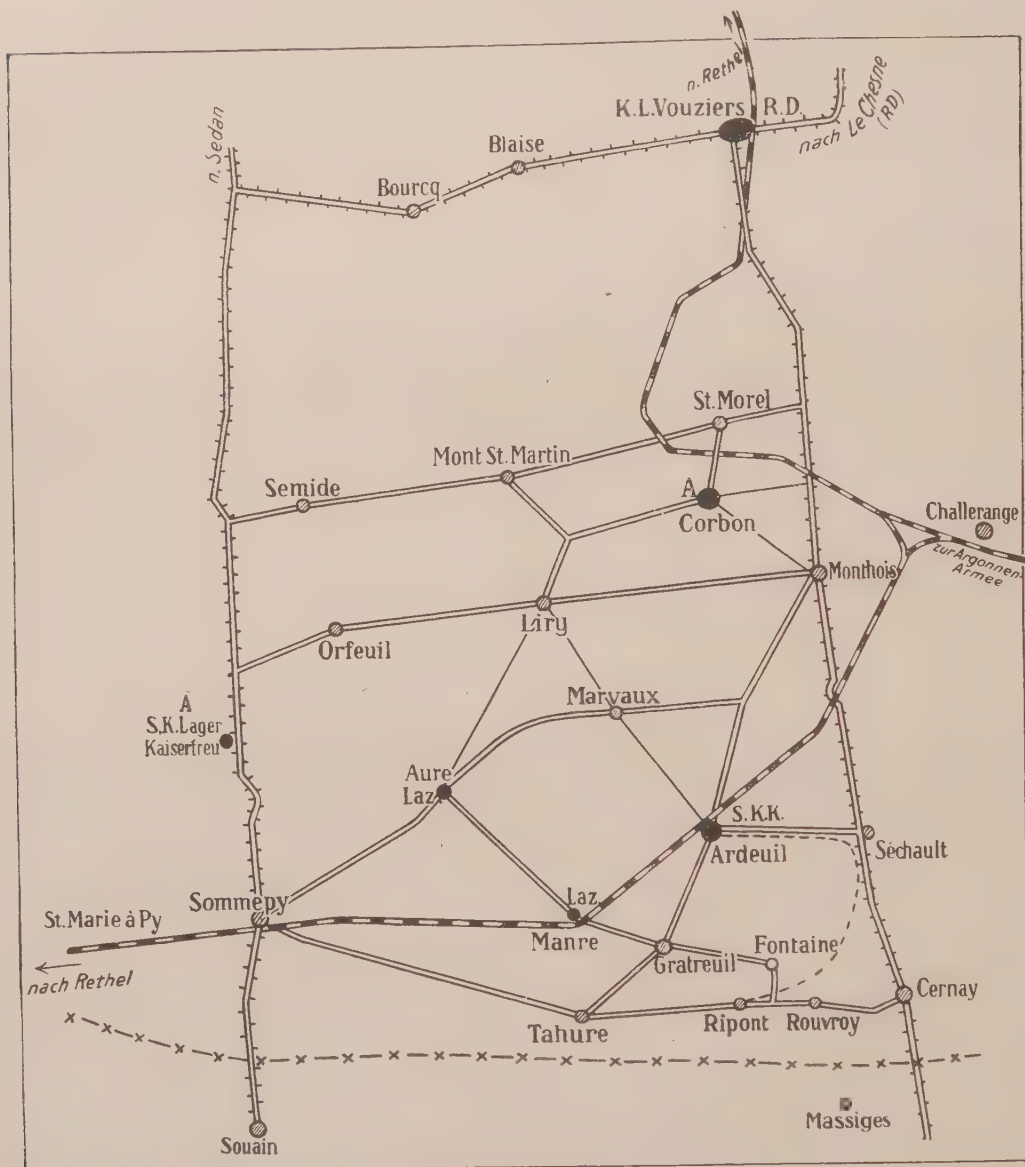 n. Rethel
K.L.Vouziers R.D.
nach Le Chesne
(RD)
n. Sedan
Blaise
Bourcq
St. Morel
Mont St. Martin
Semide
A
Corbon
Challerange
zur Argonnen-
Armee
Monthois
Liry
Orfeuil
A
S.K.Lager
Kaisertreu
Marvaux
Aure
Laz.
S.K.K.
Ardeuil
Séchault
Sommepy
St. Marie à Py
Laz.
Manre
Gratreuil
Fontaine
nach Rethel
Cernay
Tahure
Ripont
Rouvroy
Massiges
Souain